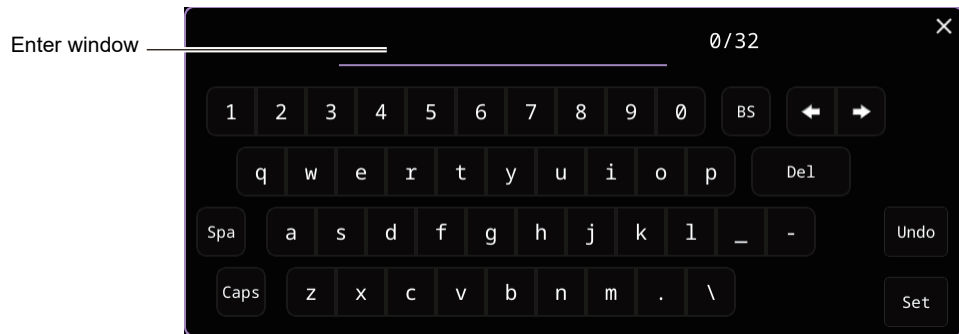 Enter window
0/32
1 2 3 4 5 6 7 8 9 0 BS
q w e r t y u i o p Del
Spa a s d f g h j k l _ - Undo
Caps z x c v b n m . \ Set